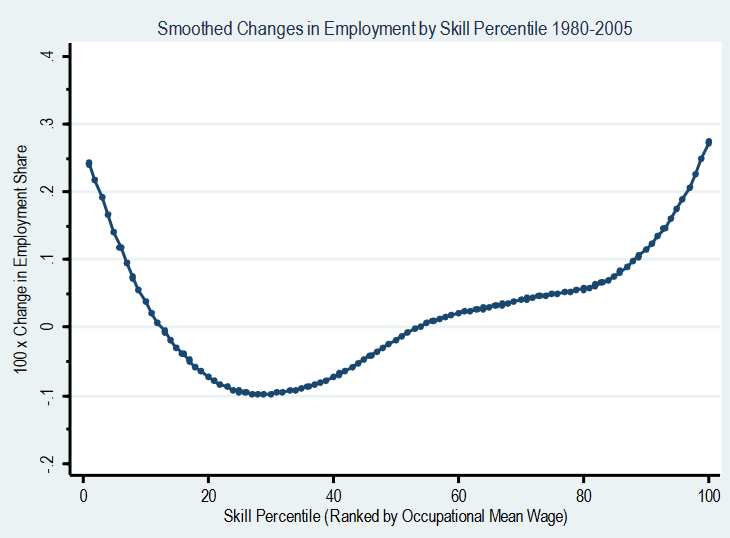 Smoothed Changes in Employment by Skill Percentile 1980-2005
100 x Change in Employment Share
.4
.3
.2
.1
0
-.1
-.2
0 20 40 60 80 100
Skill Percentile (Ranked by Occupational Mean Wage)